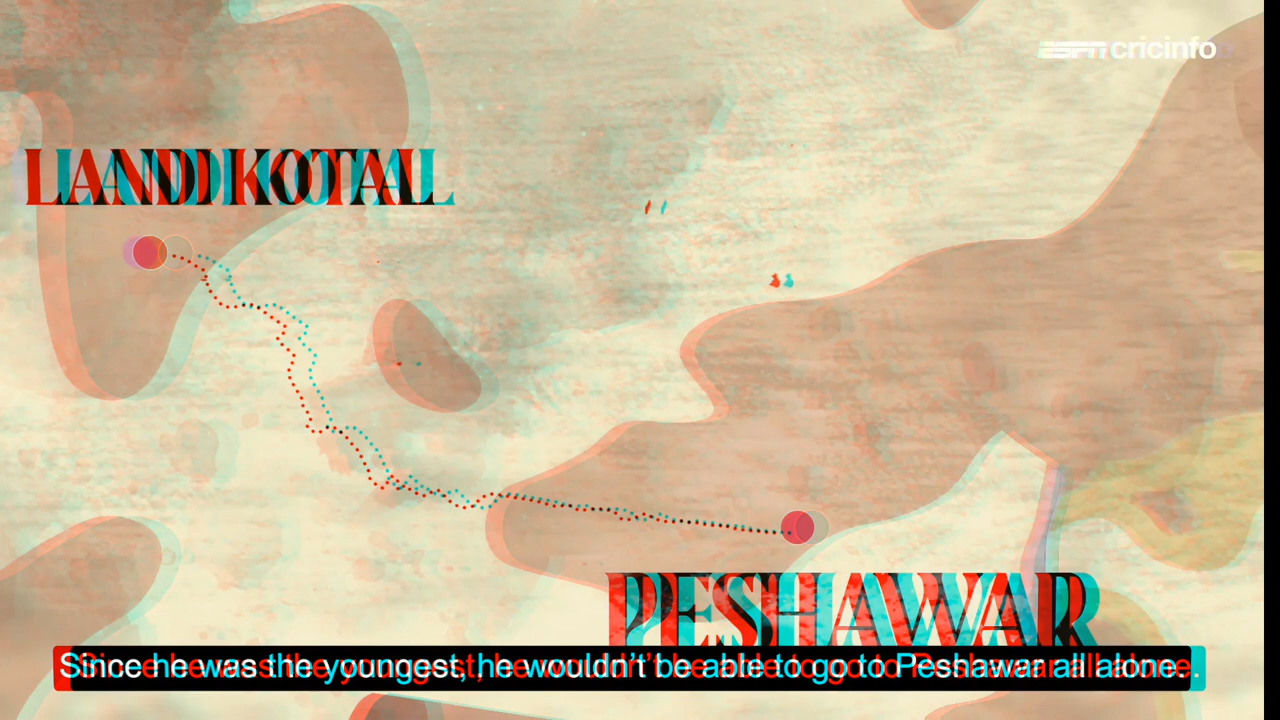 ESPNcricinfo
LANDI KOTAL
PESHAWAR
Since he was the youngest, he wouldn't be able to go to Peshawar all alone.